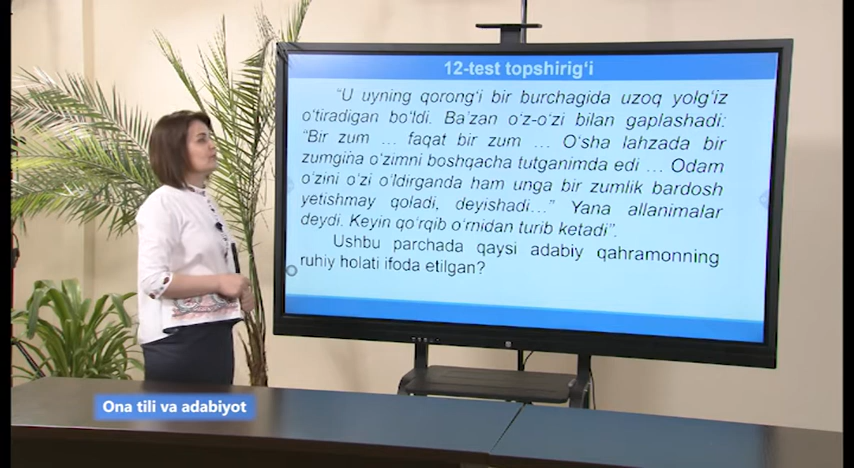 12-test topshirig‘i
“U uyning qorong‘i bir burchagida uzoq yolg‘iz
o‘tiradigan bo‘ldi. Ba’zan o‘z-o‘zi bilan gaplashadi:
“Bir zum ... faqat bir zum ... O‘sha lahzada bir
zumgina o‘zimni boshqacha tutganimda edi ... Odam
o‘zini o‘zi o‘ldirganda ham unga bir zumlik bardosh
yetishmay qoladi, deyishadi...” Yana allanimalar
deydi. Keyin qo‘rqib o‘rnidan turib ketadi”.
Ushbu parchada qaysi adabiy qahramonning
ruhiy holati ifoda etilgan?
Ona tili va adabiyot